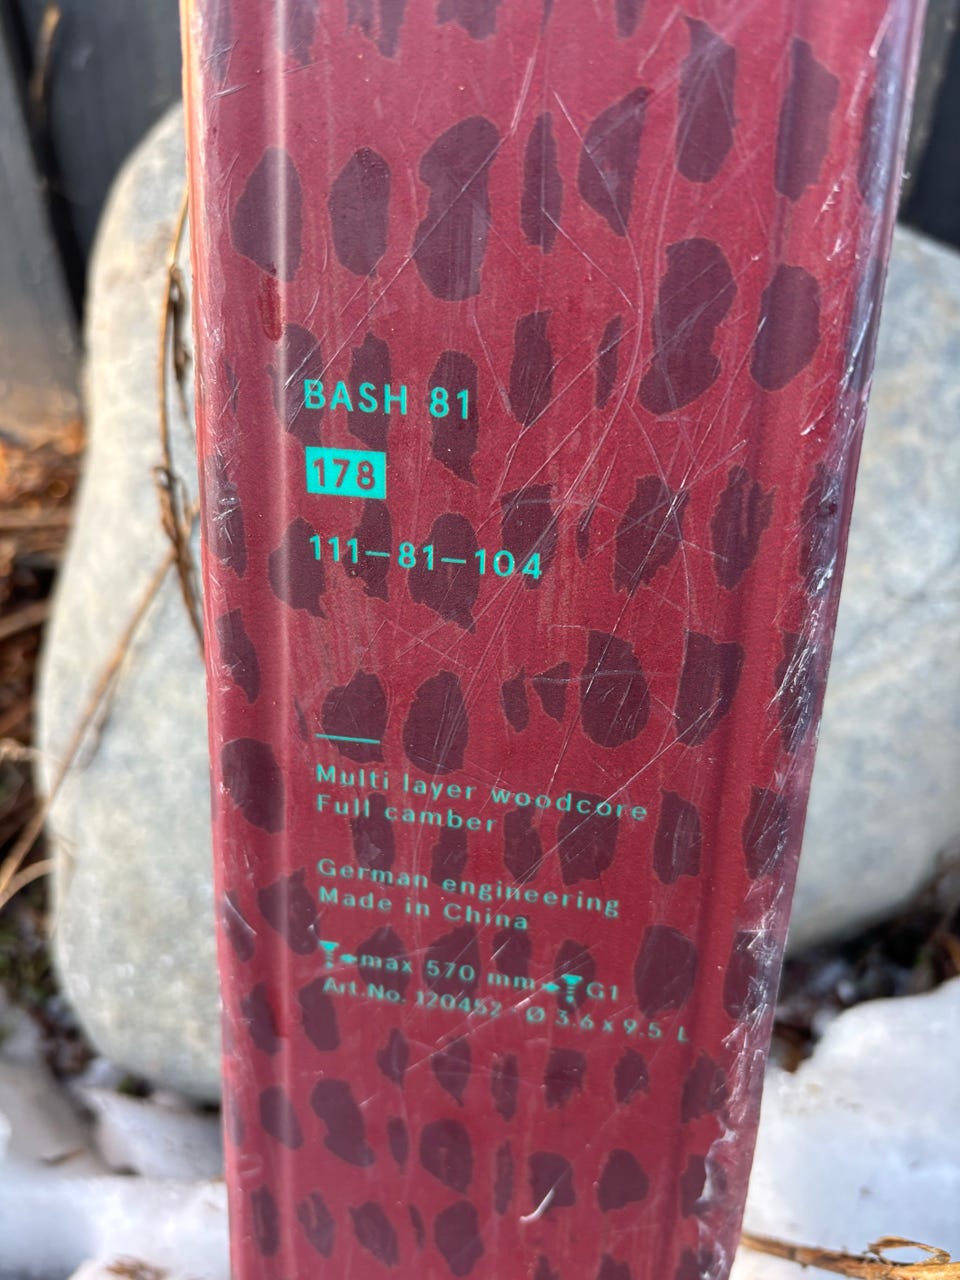 BASH 81
178
111–81–104
Multi layer woodcore
Full camber
German engineering
Made in China
max 570 mm G1
Art.No. 120452 Ø 3.6 x 9.5 L